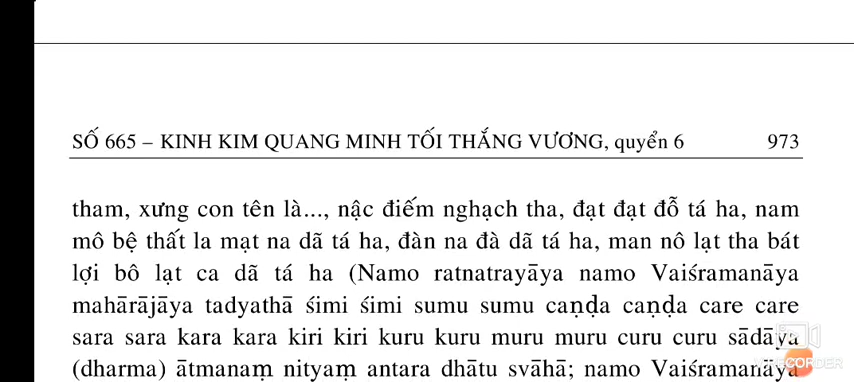 SỐ 665 – KINH KIM QUANG MINH TỐI THẮNG VƯƠNG, quyển 6 973
tham, xưng con tên là..., nậc điếm nghạch tha, đạt đạt đỗ tá ha, nam
mô bệ thất la mạt na dã tá ha, đàn na đà dã tá ha, man nô lạt tha bát
lợi bô lạt ca dã tá ha (Namo ratnatrayāya namo Vaiśramanāya
mahārājāya tadyathā śimi śimi sumu sumu caṇḍa caṇḍa care care
sara sara kara kara kiri kiri kuru kuru muru muru curu curu sādāya
(dharma) ātmanaṃ nityaṃ antara dhātu svāhā; namo Vaiśramanāya